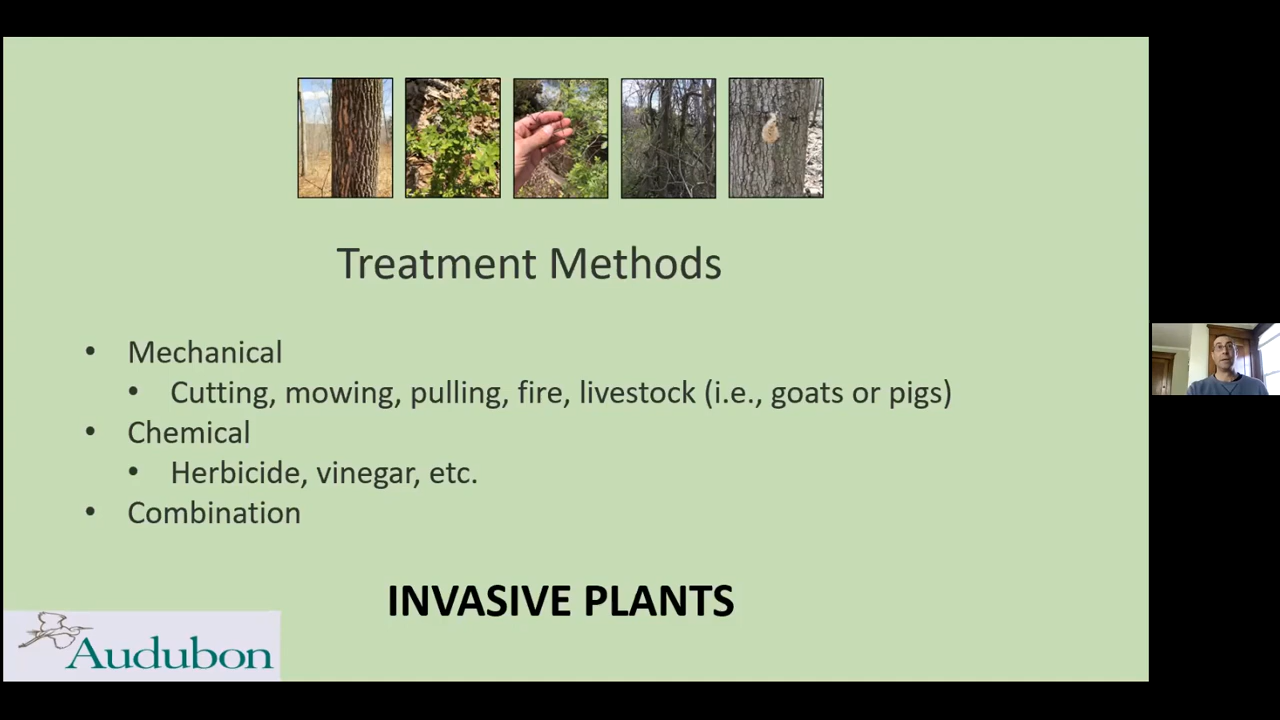 Treatment Methods
• Mechanical
• Cutting, mowing, pulling, fire, livestock (i.e., goats or pigs)
• Chemical
• Herbicide, vinegar, etc.
• Combination
INVASIVE PLANTS
Audubon